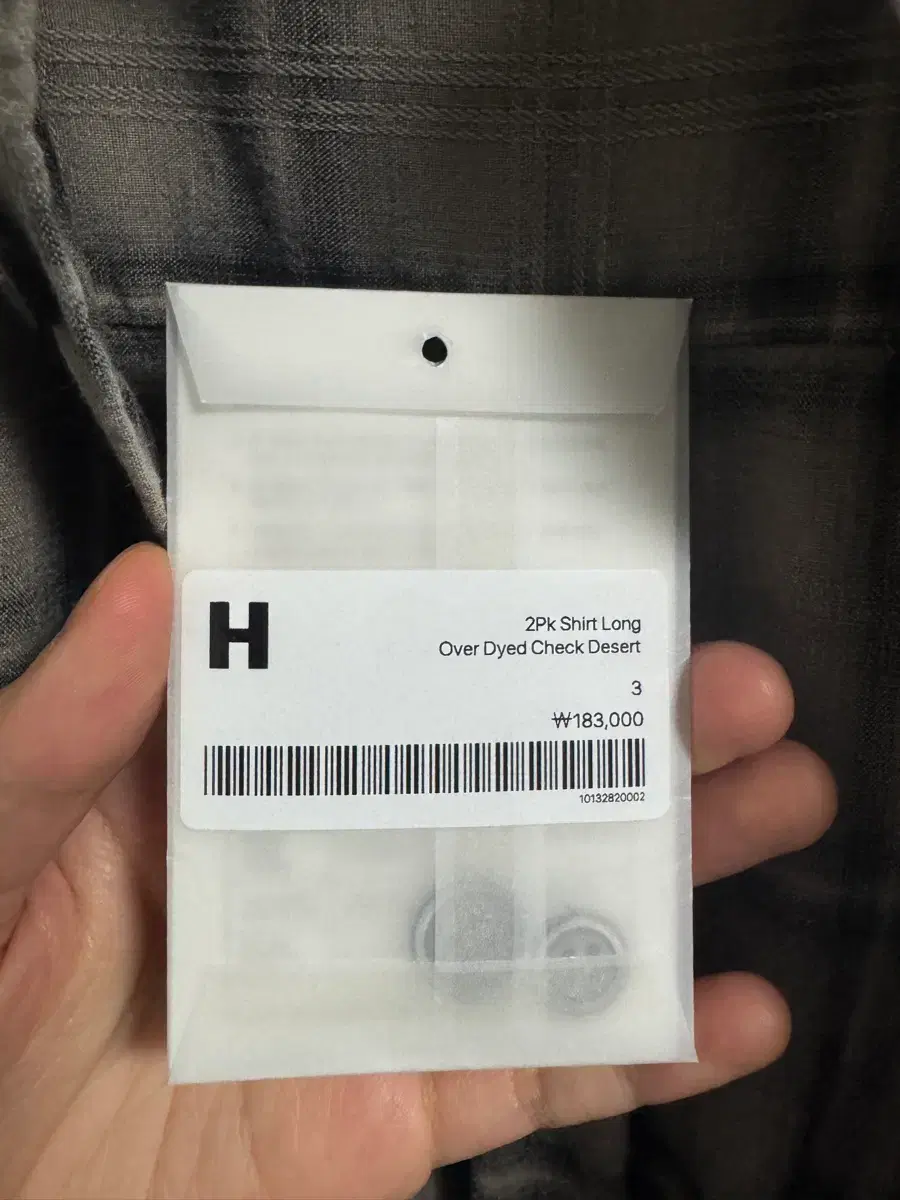 H
2Pk Shirt Long
Over Dyed Check Desert
3
₩183,000
10132820002